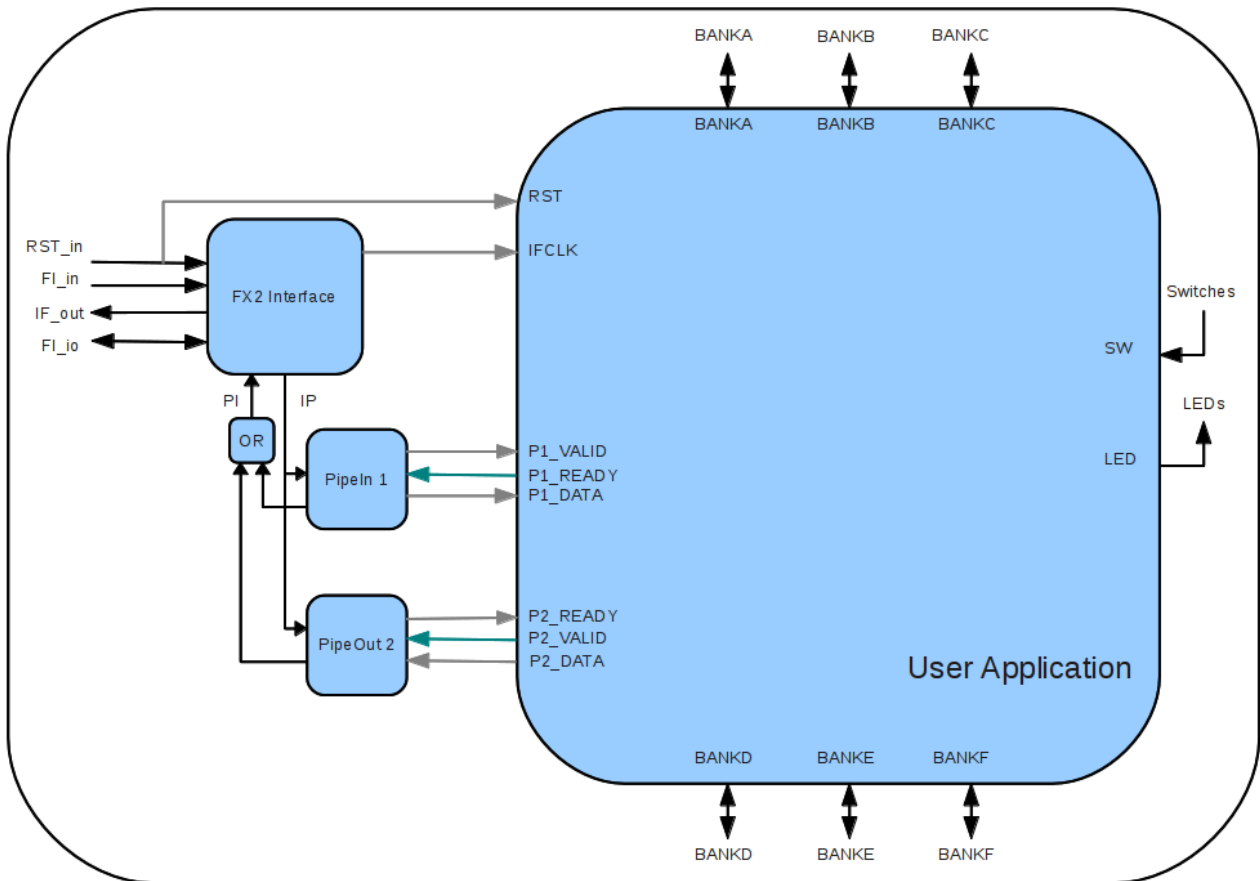 BANKA
BANKB
BANKC
BANKA
BANKB
BANKC
RST
RST_in
IFCLK
FI_in
FX2 Interface
IF_out
FI_io
Switches
SW
PI
IP
LEDs
OR
P1_VALID
LED
PipeIn 1
P1_READY
P1_DATA
P2_READY
PipeOut 2
P2_VALID
P2_DATA
User Application
BANKD
BANKE
BANKF
BANKD
BANKE
BANKF